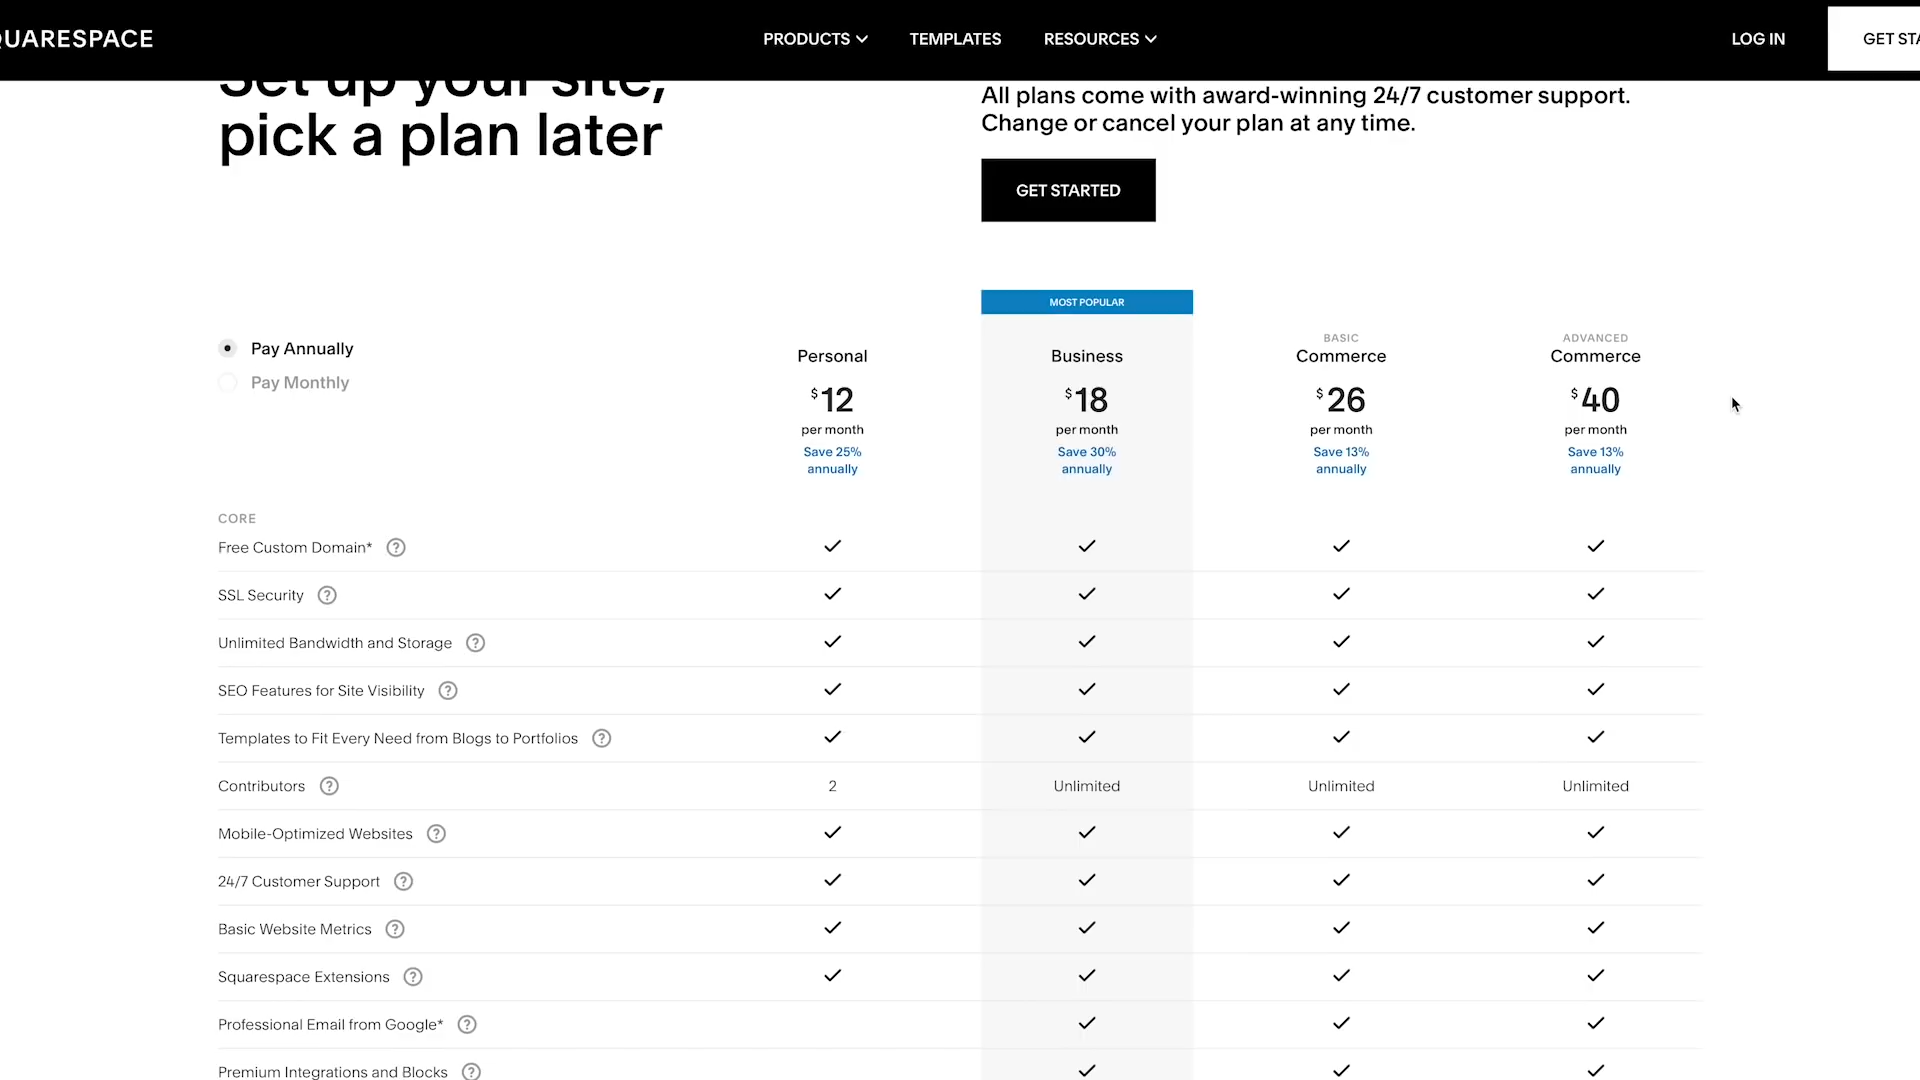 QUARESPACE
PRODUCTS
TEMPLATES
RESOURCES
LOG IN
GET STA
Set up your site,
pick a plan later
All plans come with award-winning 24/7 customer support.
Change or cancel your plan at any time.
GET STARTED
MOST POPULAR
Pay Annually
Pay Monthly
Personal
$12
per month
Save 25%
annually
Business
$18
per month
Save 30%
annually
BASIC
Commerce
$26
per month
Save 13%
annually
ADVANCED
Commerce
$40
per month
Save 13%
annually
CORE
Free Custom Domain* ?
SSL Security ?
Unlimited Bandwidth and Storage ?
SEO Features for Site Visibility ?
Templates to Fit Every Need from Blogs to Portfolios ?
Contributors ? 2 Unlimited Unlimited Unlimited
Mobile-Optimized Websites ?
24/7 Customer Support ?
Basic Website Metrics ?
Squarespace Extensions ?
Professional Email from Google* ?
Premium Integrations and Blocks ?